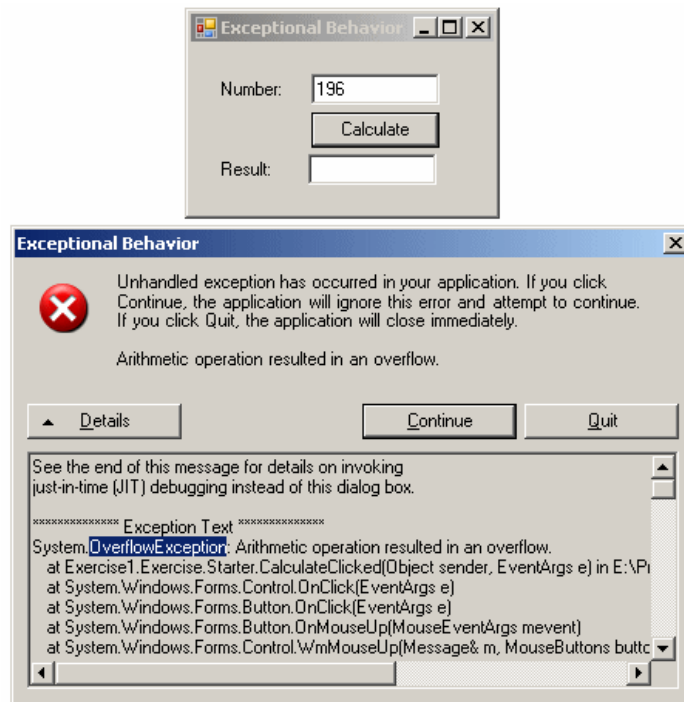 Exceptional Behavior
Number: 196
Calculate
Result:
Exceptional Behavior
Unhandled exception has occurred in your application. If you click
Continue, the application will ignore this error and attempt to continue.
If you click Quit, the application will close immediately.
Arithmetic operation resulted in an overflow.
Details Continue Quit
See the end of this message for details on invoking
just-in-time (JIT) debugging instead of this dialog box.
************** Exception Text **************
System.OverflowException: Arithmetic operation resulted in an overflow.
at Exercise1.Exercise.Starter.CalculateClicked(Object sender, EventArgs e) in E:\
at System.Windows.Forms.Control.OnClick(EventArgs e)
at System.Windows.Forms.Button.OnClick(EventArgs e)
at System.Windows.Forms.Button.OnMouseUp(MouseEventArgs mevent)
at System.Windows.Forms.Control.WmMouseUp(Message& m, MouseButtons